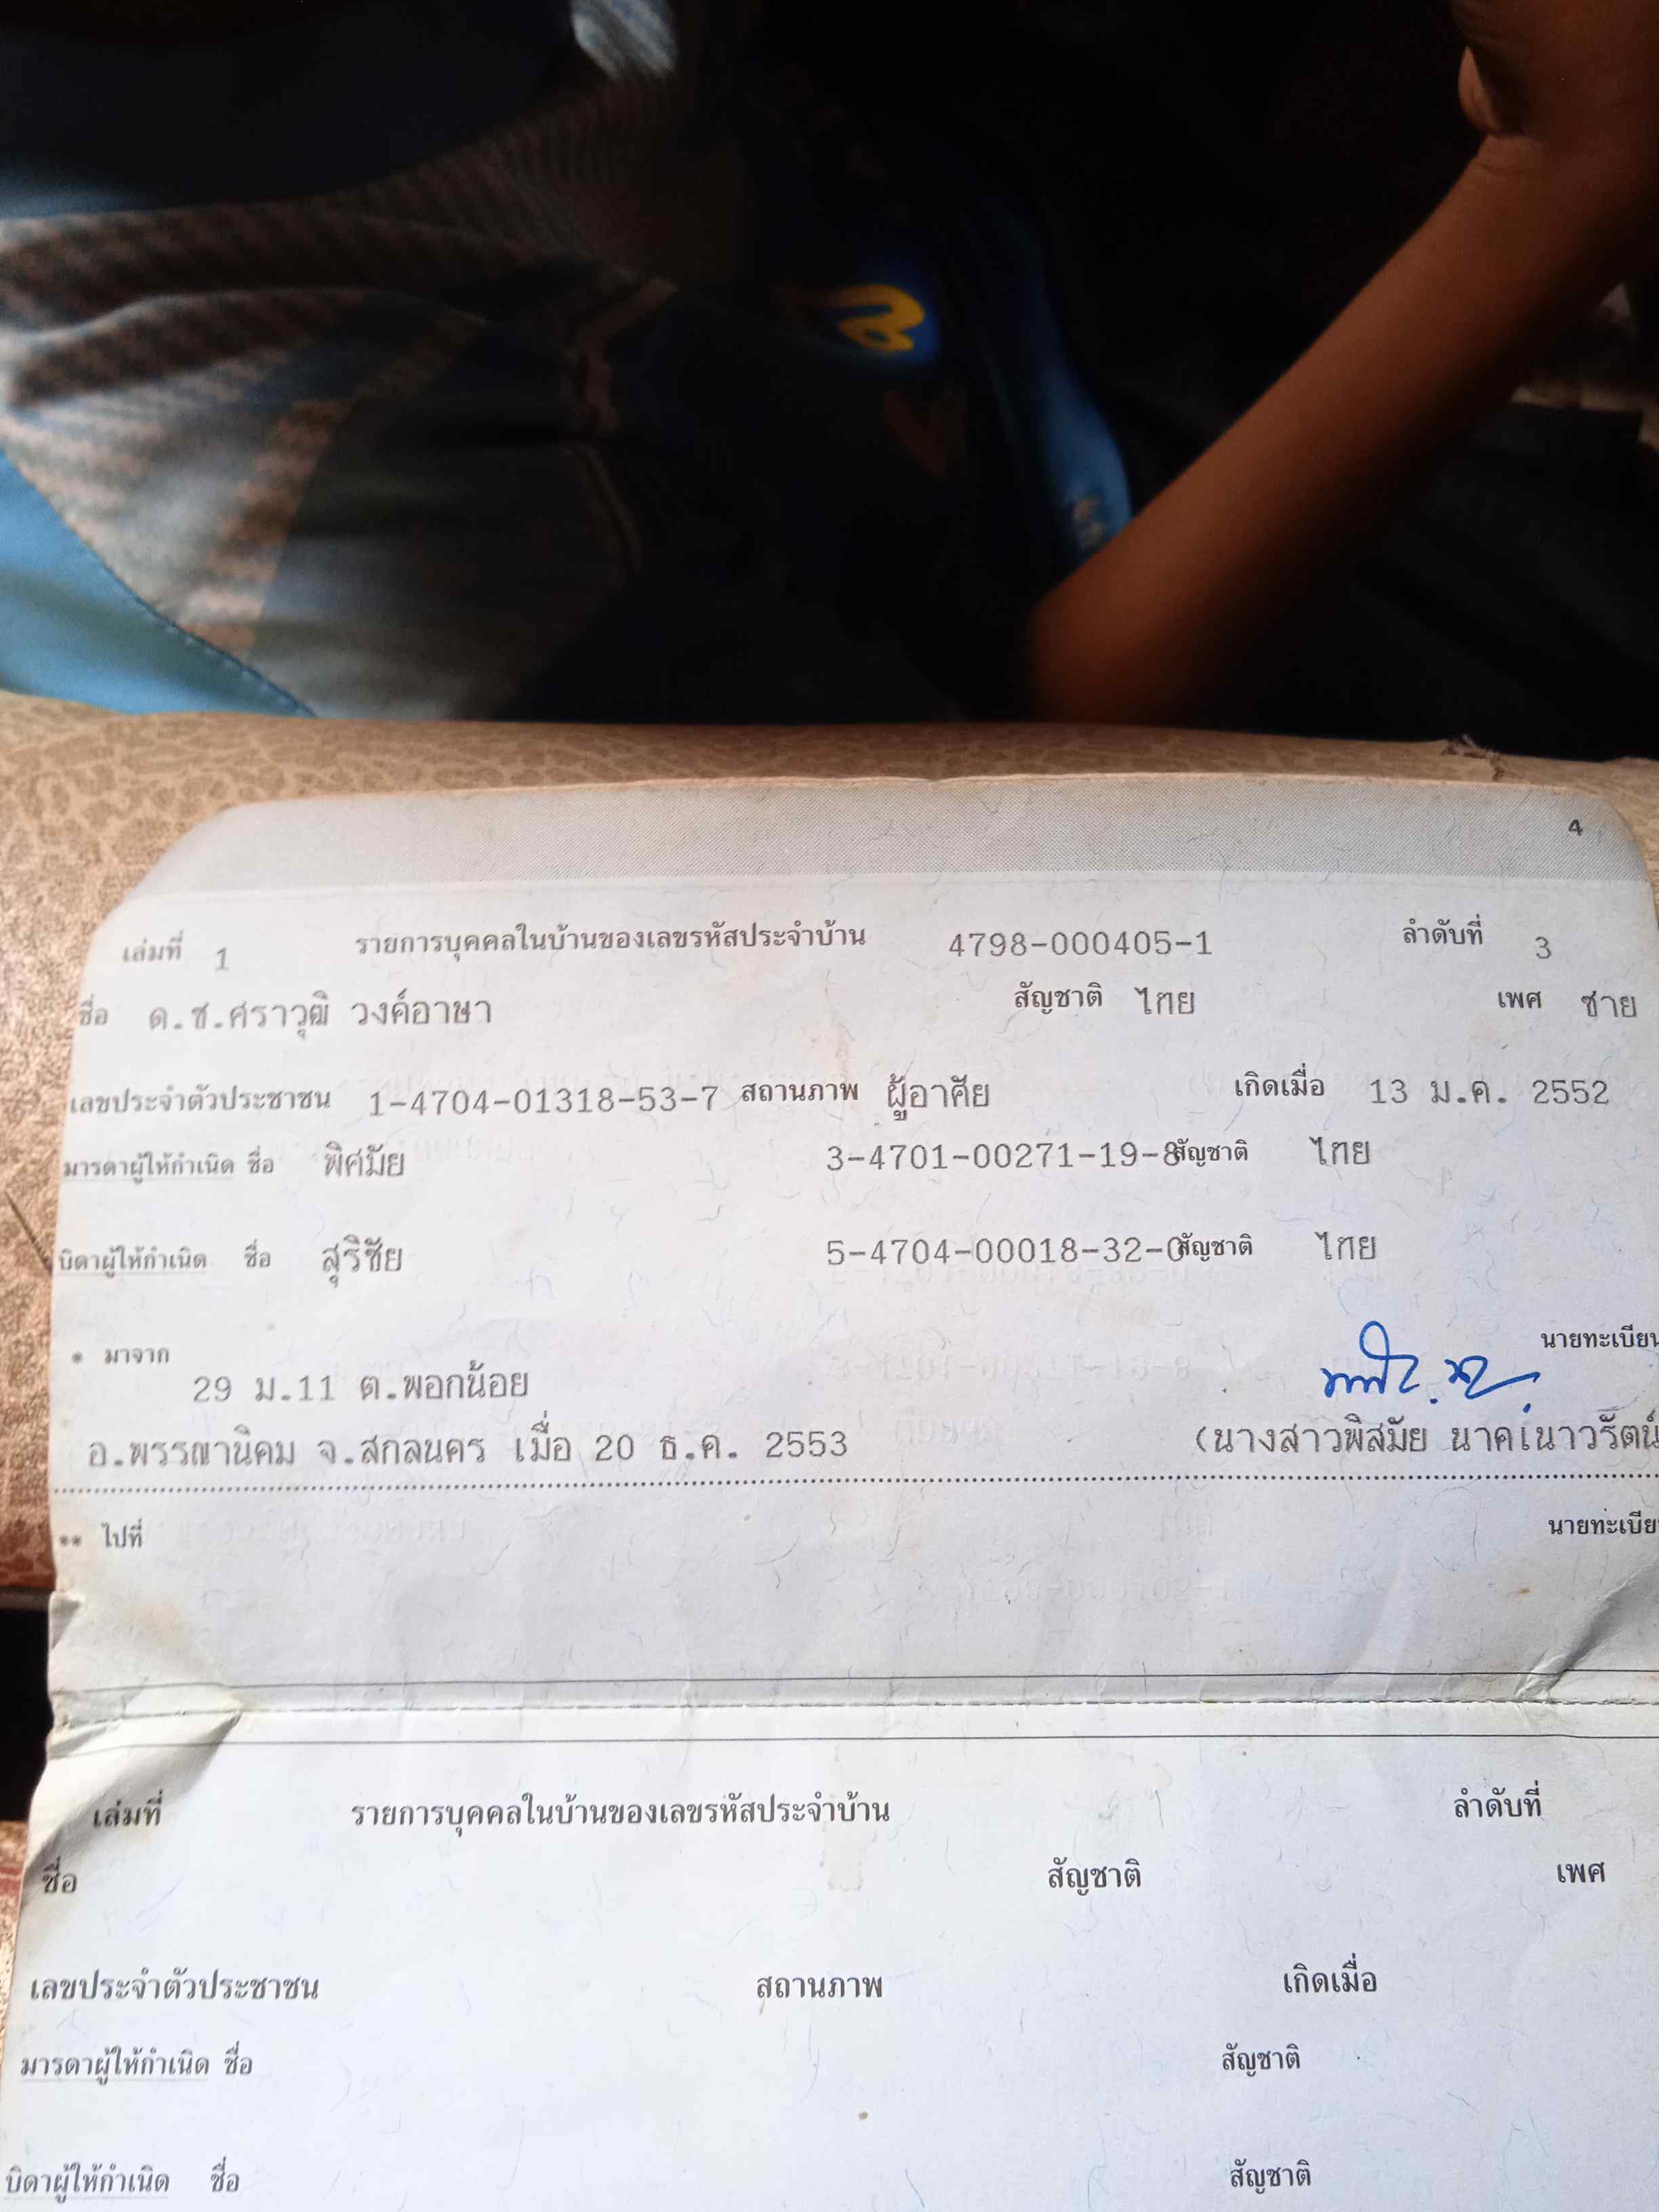 4
เล่มที่ 1 รายการบุคคลในบ้านของเลขรหัสประจำบ้าน 4798-000405-1 ลำดับที่ 3
ชื่อ ด.ช.ศราวุฒิ วงค์อาษา สัญชาติ ไทย เพศ ชาย
เลขประจำตัวประชาชน 1-4704-01318-53-7 สถานภาพ ผู้อาศัย เกิดเมื่อ 13 ม.ค. 2552
มารดาผู้ให้กำเนิด ชื่อ พิศมัย 3-4701-00271-19-8 สัญชาติ ไทย
บิดาผู้ให้กำเนิด ชื่อ สุริชัย 5-4704-00018-32-0 สัญชาติ ไทย
* มาจาก นายทะเบียน
29 ม.11 ต.พอกน้อย
อ.พรรณานิคม จ.สกลนคร เมื่อ 20 ธ.ค. 2553 (นางสาวพิสมัย นาคเนาวรัตน์
** ไปที่ นายทะเบียน
เล่มที่ รายการบุคคลในบ้านของเลขรหัสประจำบ้าน ลำดับที่
ชื่อ สัญชาติ เพศ
เลขประจำตัวประชาชน สถานภาพ เกิดเมื่อ
มารดาผู้ให้กำเนิด ชื่อ สัญชาติ
บิดาผู้ให้กำเนิด ชื่อ สัญชาติ